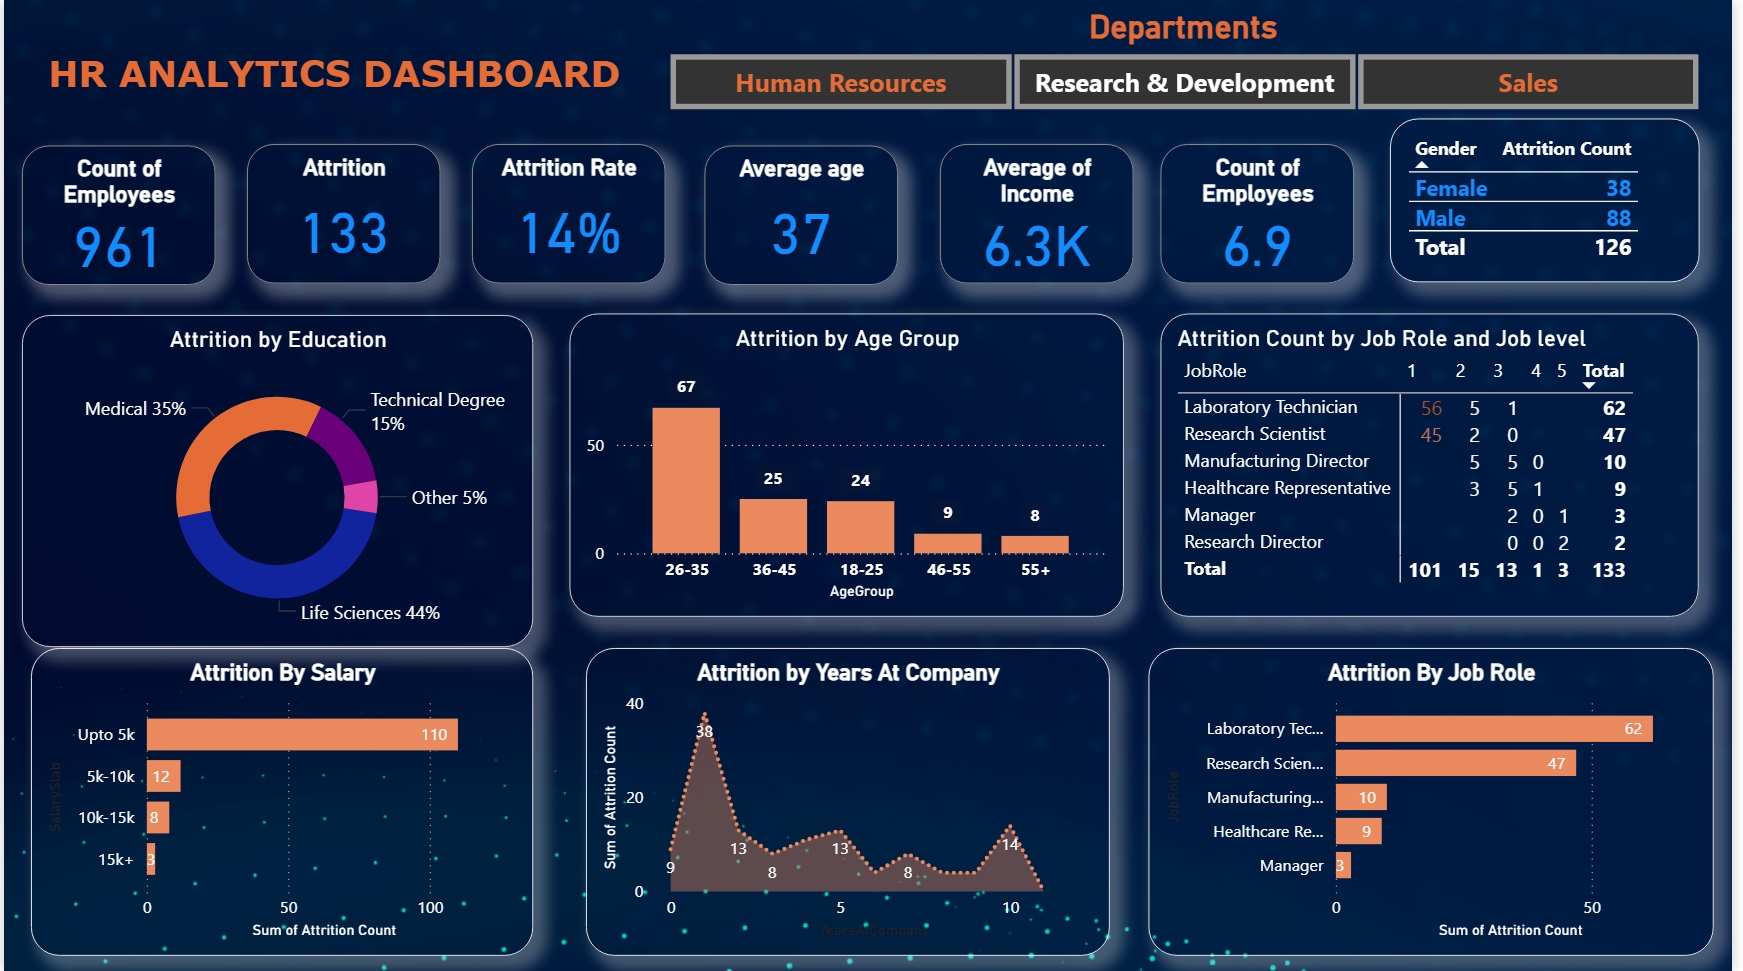 Departments
HR ANALYTICS DASHBOARD
Human Resources
Research & Development
Sales
Count of
Employees
961
Attrition
133
Attrition Rate
14%
Average age
37
Average of
Income
6.3K
Count of
Employees
6.9
Gender Attrition Count
Female 38
Male 88
Total 126
Attrition by Education
Medical 35%
Technical Degree
15%
Other 5%
Life Sciences 44%
Attrition by Age Group
67
50
25
24
9
8
0
26-35 36-45 18-25 46-55 55+
AgeGroup
Attrition Count by Job Role and Job level
JobRole 1 2 3 4 5 Total
Laboratory Technician 56 5 1 62
Research Scientist 45 2 0 47
Manufacturing Director 5 5 0 10
Healthcare Representative 3 5 1 9
Manager 2 0 1 3
Research Director 0 0 2 2
Total 101 15 13 1 3 133
Attrition By Salary
SalarySlab
Upto 5k 110
5k-10k 12
10k-15k 8
15k+ 3
0 50 100
Sum of Attrition Count
Attrition by Years At Company
Sum of Attrition Count
40
20
0
9
38
13
8
13
8
14
0 5 10
YearsAtCompany
Attrition By Job Role
JobRole
Laboratory Tec... 62
Research Scien... 47
Manufacturing... 10
Healthcare Re... 9
Manager 3
0 50
Sum of Attrition Count